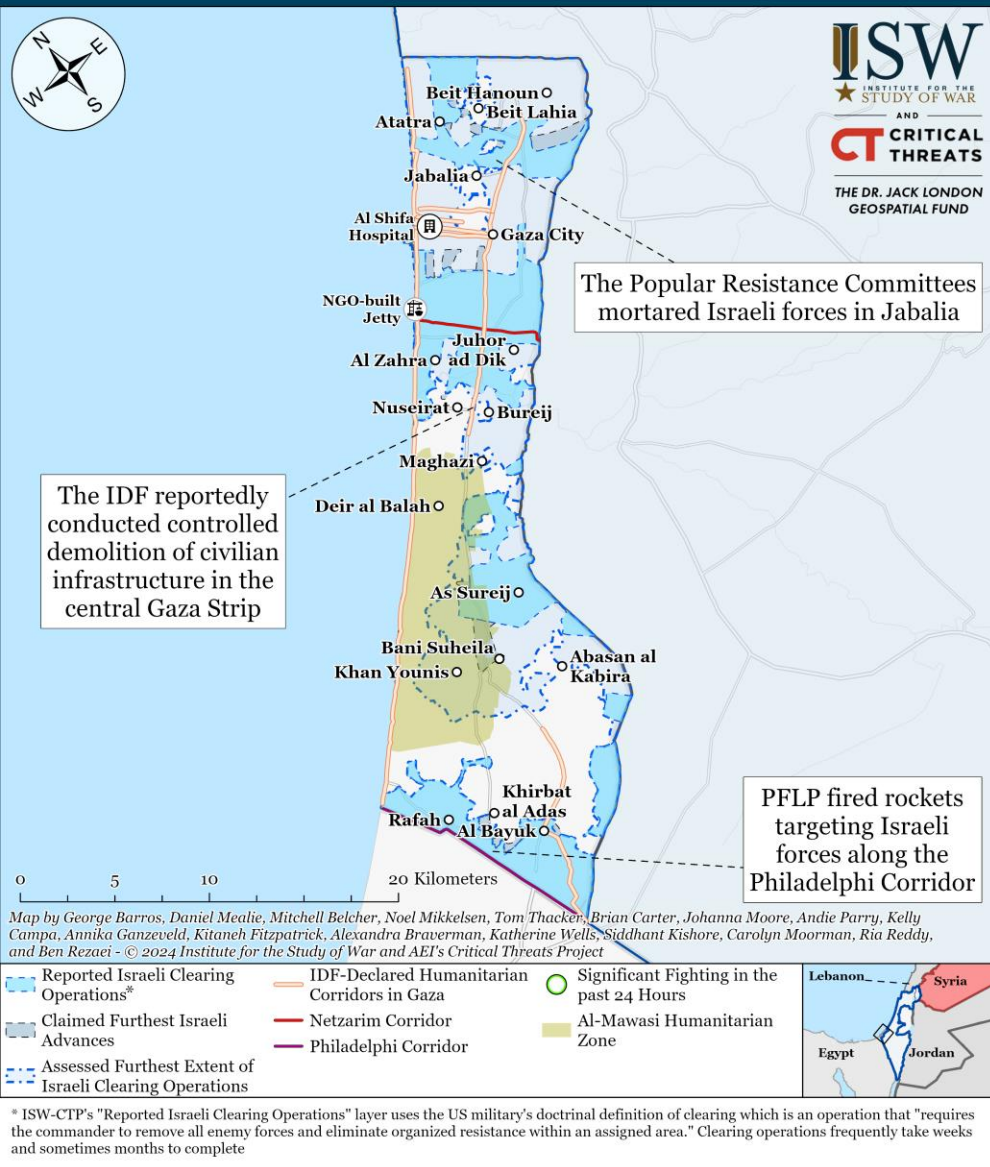 N
E
W
S
ISW
INSTITUTE FOR THE
STUDY OF WAR
AND
CT CRITICAL
THREATS
THE DR. JACK LONDON
GEOSPATIAL FUND
Beit Hanoun
Beit Lahia
Atatra
Jabalia
Al Shifa
Hospital
Gaza City
The Popular Resistance Committees
mortared Israeli forces in Jabalia
NGO-built
Jetty
Juhor
ad Dik
Al Zahra
Nuseirat
Bureij
Maghazi
The IDF reportedly
conducted controlled
demolition of civilian
infrastructure in the
central Gaza Strip
Deir al Balah
As Sureij
Bani Suheila
Abasan al
Kabira
Khan Younis
Khirbat
al Adas
Rafah
Al Bayuk
PFLP fired rockets
targeting Israeli
forces along the
Philadelphi Corridor
0 5 10 20 Kilometers
Map by George Barros, Daniel Mealie, Mitchell Belcher, Noel Mikkelsen, Tom Thacker, Brian Carter, Johanna Moore, Andie Parry, Kelly
Campa, Annika Ganzeveld, Kitaneh Fitzpatrick, Alexandra Braverman, Katherine Wells, Siddhant Kishore, Carolyn Moorman, Ria Reddy,
and Ben Rezaei - © 2024 Institute for the Study of War and AEI's Critical Threats Project
Reported Israeli Clearing
Operations*
Claimed Furthest Israeli
Advances
Assessed Furthest Extent of
Israeli Clearing Operations
IDF-Declared Humanitarian
Corridors in Gaza
Netzarim Corridor
Philadelphi Corridor
Significant Fighting in the
past 24 Hours
Al-Mawasi Humanitarian
Zone
Lebanon
Syria
Egypt
Jordan
* ISW-CTP's "Reported Israeli Clearing Operations" layer uses the US military's doctrinal definition of clearing which is an operation that "requires
the commander to remove all enemy forces and eliminate organized resistance within an assigned area." Clearing operations frequently take weeks
and sometimes months to complete